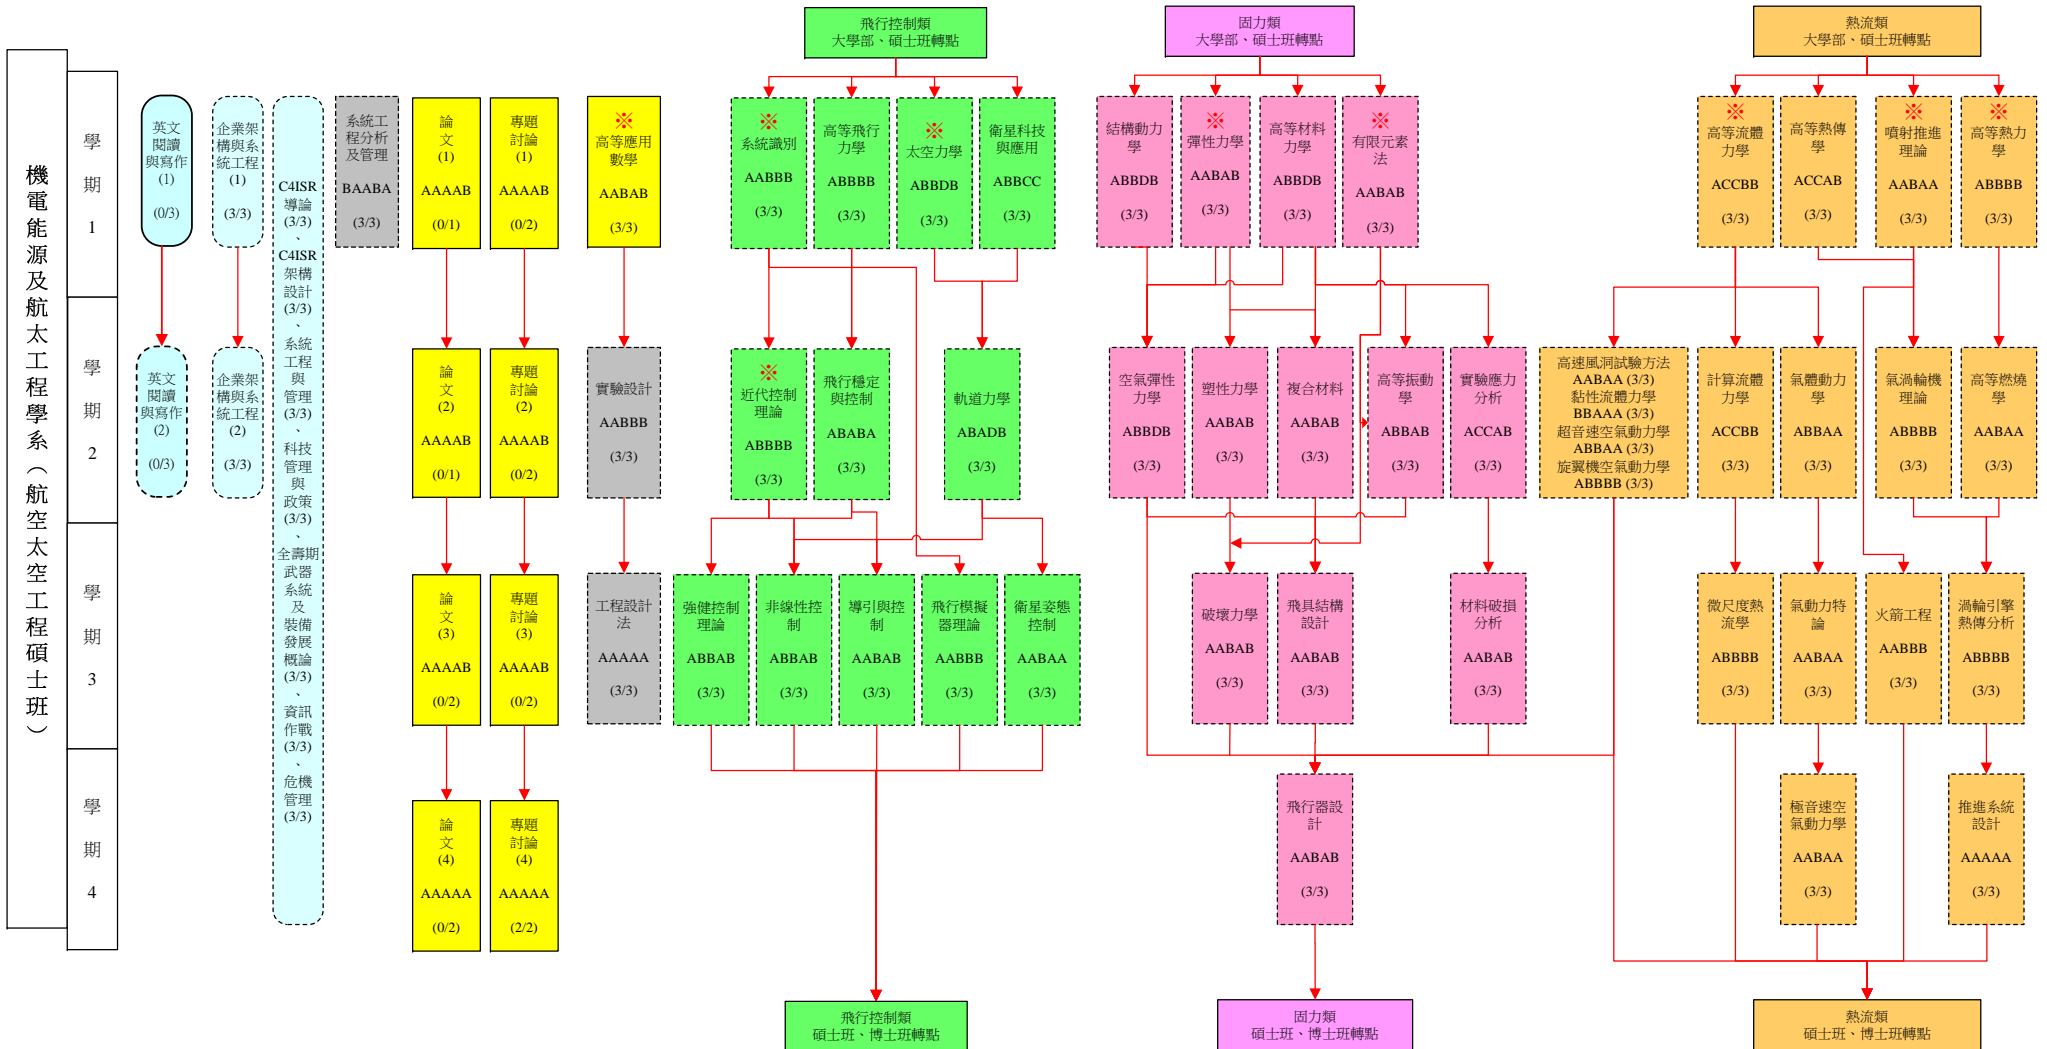 飛行控制類
大學部、碩士班轉點
固力類
大學部、碩士班轉點
熱流類
大學部、碩士班轉點
機電能源及航太工程學系（航空太空工程碩士班）
學
期
1
學
期
2
學
期
3
學
期
4
英文
閱讀
與寫作
(1)
(0/3)
企業架
構與系
統工程
(1)
(3/3)
C4ISR
導論
(3/3)
、
C4ISR
架構
設計
(3/3)
、
系統
工程
與
管理
(3/3)
、
科技
管理
與
政策
(3/3)
、
全壽期
武器
系統
及
裝備
發展
概論
(3/3)
、
資訊
作戰
(3/3)
、
危機
管理
(3/3)
系統工
程分析
及管理
BAABA
(3/3)
論
文
(1)
AAAAB
(0/1)
專題
討論
(1)
AAAAB
(0/2)
※
高等應用
數學
AABAB
(3/3)
※
系統識別
AABBB
(3/3)
高等飛行
力學
ABBBB
(3/3)
※
太空力學
ABBDB
(3/3)
衛星科技
與應用
ABBCC
(3/3)
結構動力
學
ABBDB
(3/3)
※
彈性力學
AABAB
(3/3)
高等材料
力學
ABBDB
(3/3)
※
有限元素
法
AABAB
(3/3)
※
高等流體
力學
ACCBB
(3/3)
高等熱傳
學
ACCAB
(3/3)
※
噴射推進
理論
AABAA
(3/3)
※
高等熱力
學
ABBBB
(3/3)
英文
閱讀
與寫作
(2)
(0/3)
企業架
構與系
統工程
(2)
(3/3)
論
文
(2)
AAAAB
(0/1)
專題
討論
(2)
AAAAB
(0/2)
實驗設計
AABBB
(3/3)
※
近代控制
理論
ABBBB
(3/3)
飛行穩定
與控制
ABABA
(3/3)
軌道力學
ABADB
(3/3)
空氣彈性
力學
ABBDB
(3/3)
塑性力學
AABAB
(3/3)
複合材料
AABAB
(3/3)
高等振動
學
ABBAB
(3/3)
實驗應力
分析
ACCAB
(3/3)
高速風洞試驗方法
AABAA (3/3)
黏性流體力學
BBAAA (3/3)
超音速空氣動力學
ABBAA (3/3)
旋翼機空氣動力學
ABBBB (3/3)
計算流體
力學
ACCBB
(3/3)
氣體動力
學
ABBAA
(3/3)
氣渦輪機
理論
ABBBB
(3/3)
高等燃燒
學
AABAA
(3/3)
論
文
(3)
AAAAB
(0/2)
專題
討論
(3)
AAAAB
(0/2)
工程設計
法
AAAAA
(3/3)
強健控制
理論
ABBAB
(3/3)
非線性控
制
ABBAB
(3/3)
導引與控
制
AABAB
(3/3)
飛行模擬
器理論
AABBB
(3/3)
衛星姿態
控制
AABAA
(3/3)
破壞力學
AABAB
(3/3)
飛具結構
設計
AABAB
(3/3)
材料破損
分析
AABAB
(3/3)
微尺度熱
流學
ABBBB
(3/3)
氣動力特
論
AABAA
(3/3)
火箭工程
AABBB
(3/3)
渦輪引擎
熱傳分析
ABBBB
(3/3)
論
文
(4)
AAAAA
(0/2)
專題
討論
(4)
AAAAA
(2/2)
飛行器設
計
AABAB
(3/3)
極音速空
氣動力學
AABAA
(3/3)
推進系統
設計
AAAAA
(3/3)
飛行控制類
碩士班、博士班轉點
固力類
碩士班、博士班轉點
熱流類
碩士班、博士班轉點